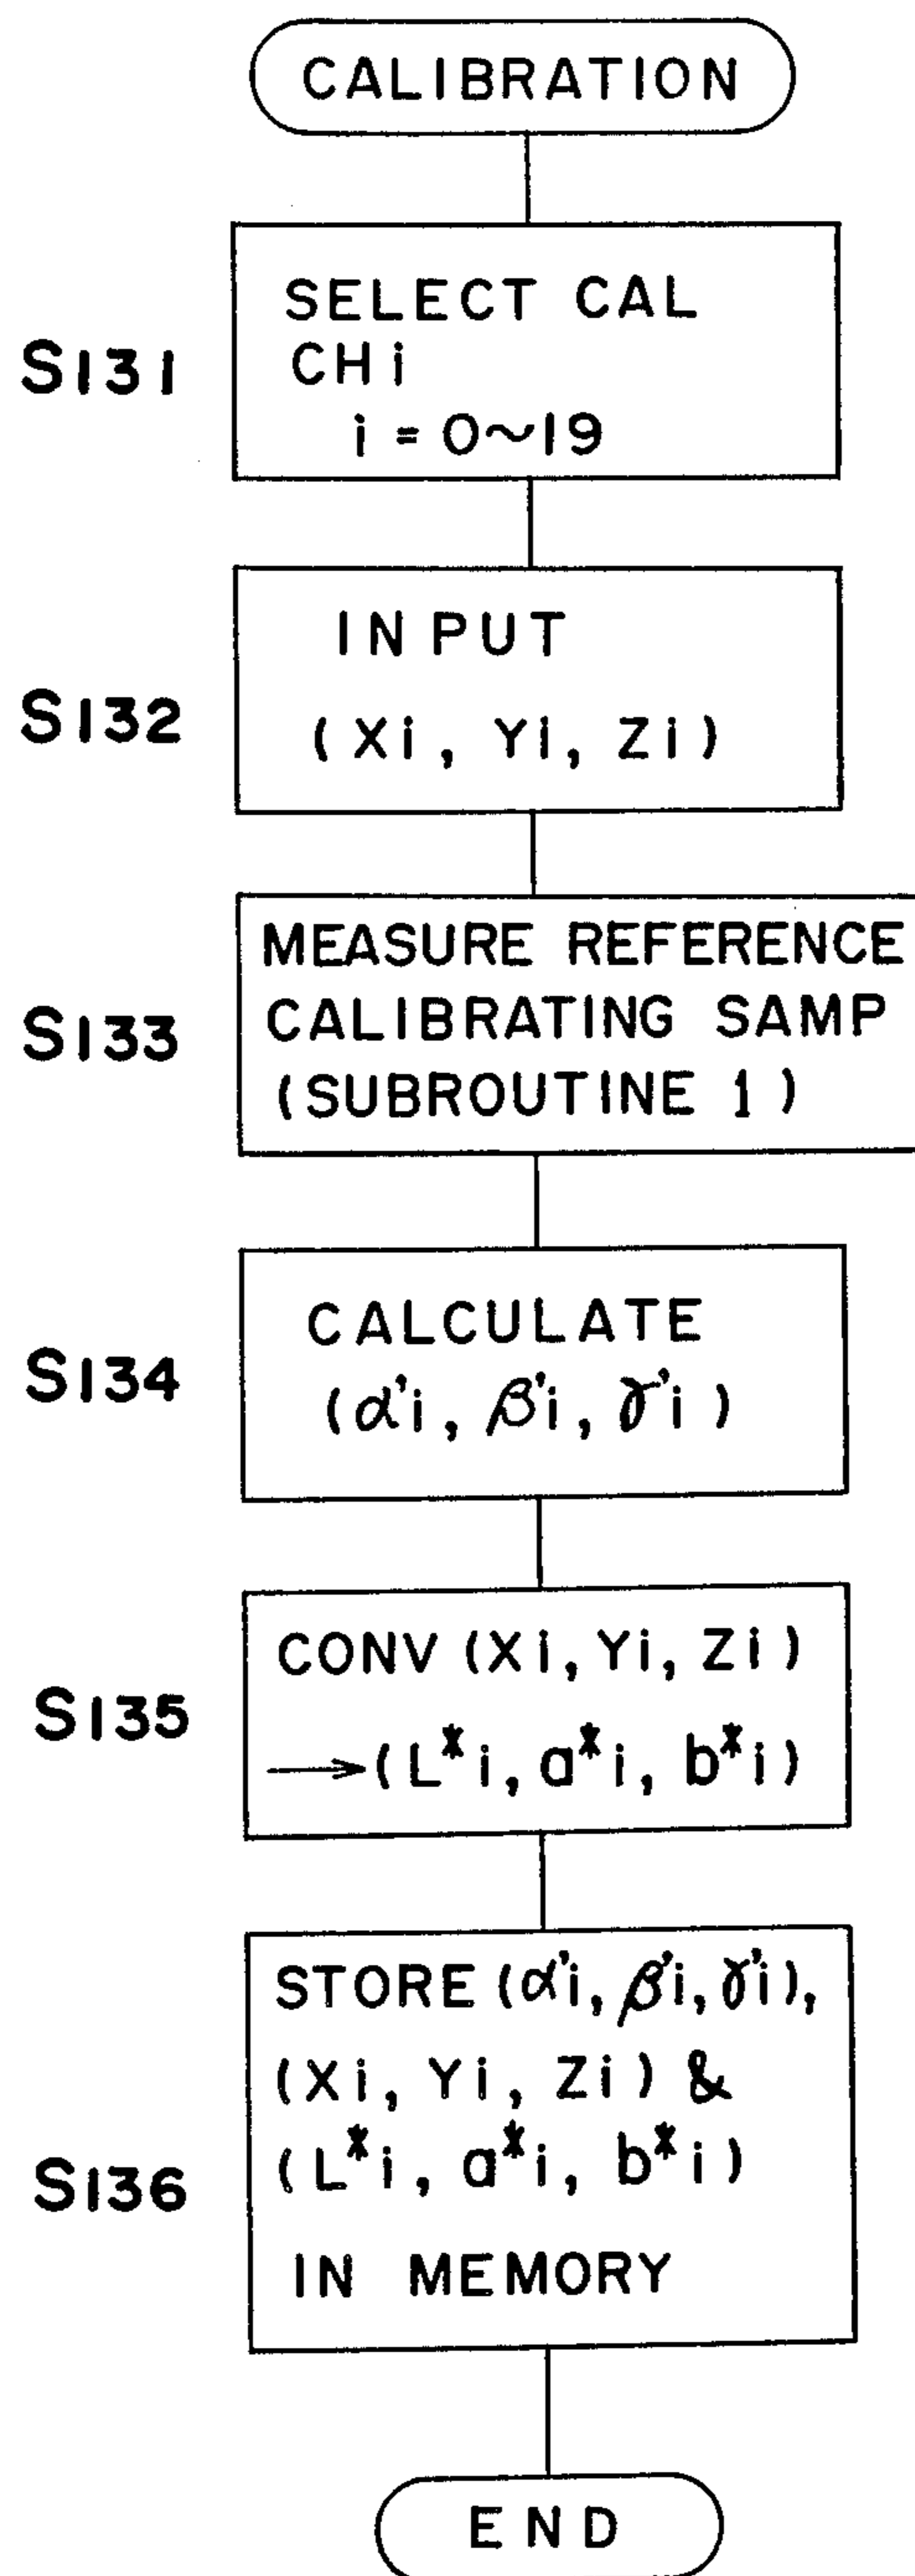 CALIBRATION
S131
SELECT CAL
CHi
i = 0~19
S132
INPUT
(Xi, Yi, Zi)
S133
MEASURE REFERENCE
CALIBRATING SAMP
(SUBROUTINE 1)
S134
CALCULATE
(α'i, β'i, γ'i)
S135
CONV (Xi, Yi, Zi)
→(L*i, a*i, b*i)
S136
STORE (α'i, β'i, γ'i),
(Xi, Yi, Zi) &
(L*i, a*i, b*i)
IN MEMORY
END